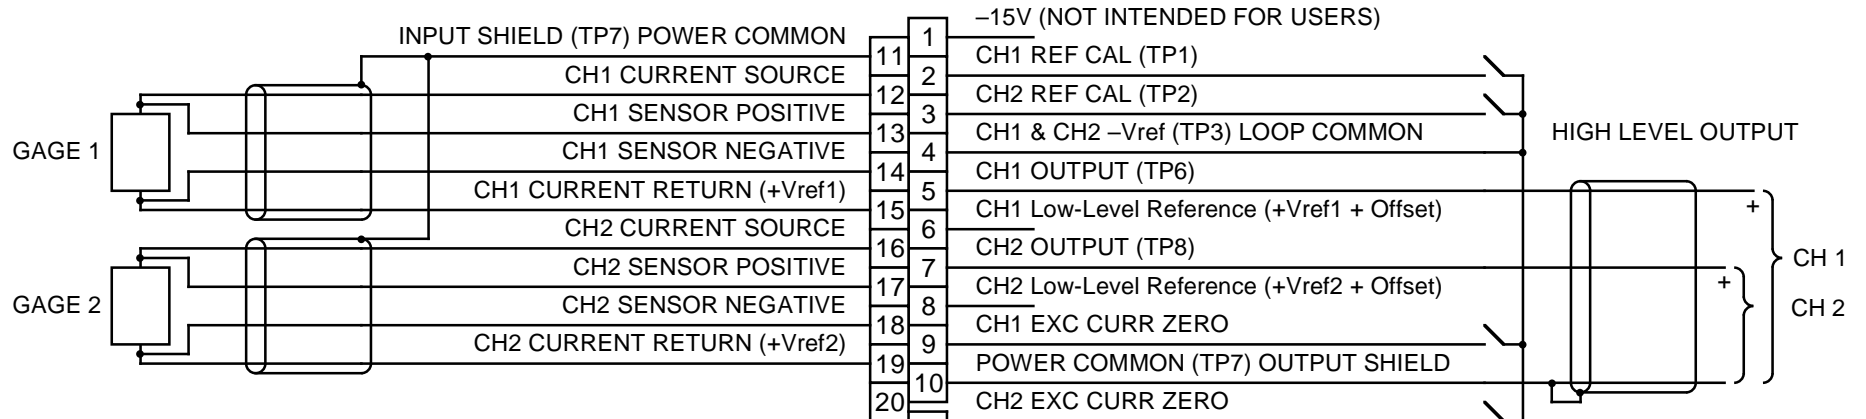 –15V (NOT INTENDED FOR USERS)
INPUT SHIELD (TP7) POWER COMMON
1
11
CH1 REF CAL (TP1)
CH1 CURRENT SOURCE
2
12
CH2 REF CAL (TP2)
CH1 SENSOR POSITIVE
3
13
CH1 & CH2 –Vref (TP3) LOOP COMMON
HIGH LEVEL OUTPUT
GAGE 1
CH1 SENSOR NEGATIVE
4
14
CH1 OUTPUT (TP6)
CH1 CURRENT RETURN (+Vref1)
5
15
CH1 Low-Level Reference (+Vref1 + Offset)
+
CH2 CURRENT SOURCE
6
16
CH2 OUTPUT (TP8)
CH 1
CH2 SENSOR POSITIVE
7
17
CH2 Low-Level Reference (+Vref2 + Offset)
+
GAGE 2
CH2 SENSOR NEGATIVE
8
18
CH 2
CH1 EXC CURR ZERO
CH2 CURRENT RETURN (+Vref2)
9
19
POWER COMMON (TP7) OUTPUT SHIELD
10
20
CH2 EXC CURR ZERO